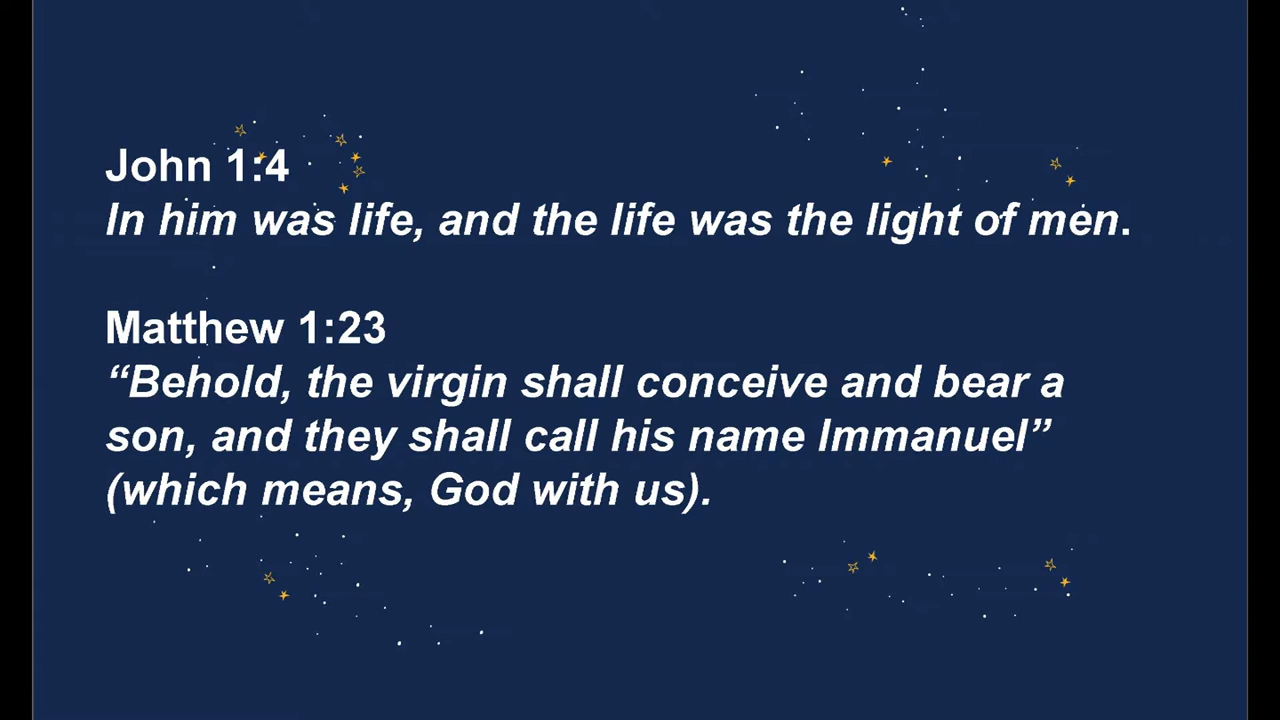 John 1:4
In him was life, and the life was the light of men.
Matthew 1:23
“Behold, the virgin shall conceive and bear a
son, and they shall call his name Immanuel”
(which means, God with us).